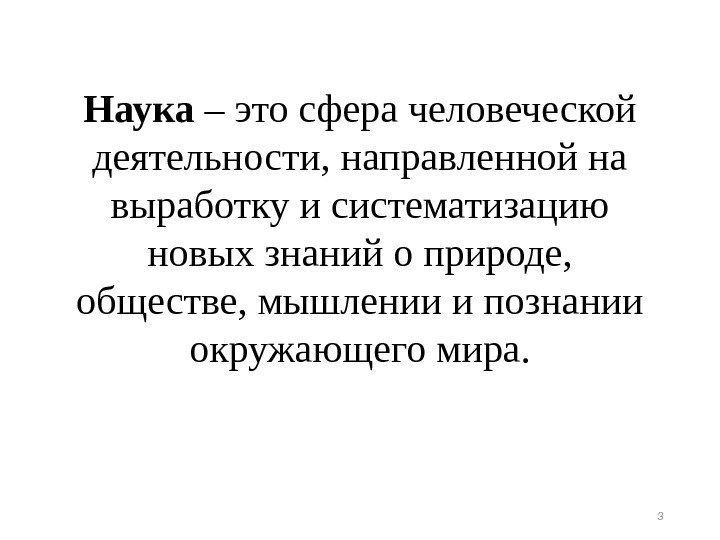 Наука – это сфера человеческой
деятельности, направленной на
выработку и систематизацию
новых знаний о природе,
обществе, мышлении и познании
окружающего мира.
3